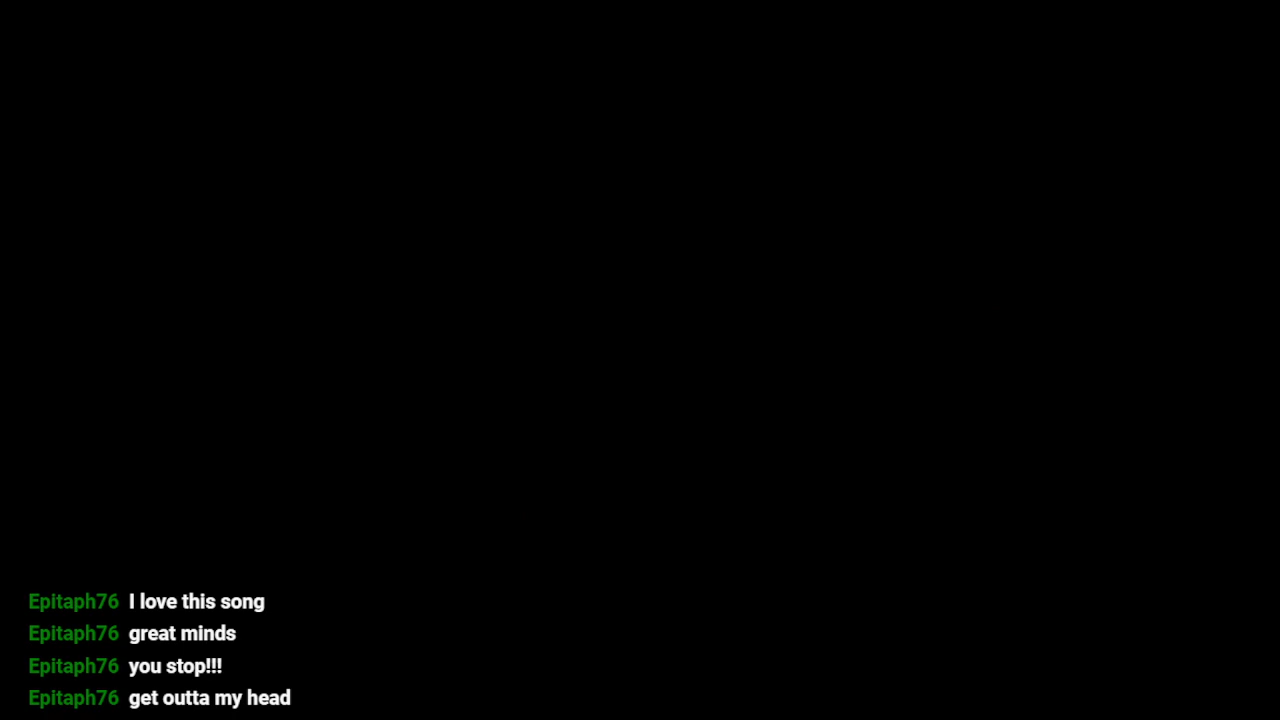 Epitaph76 I love this song
Epitaph76 great minds
Epitaph76 you stop!!!
Epitaph76 get outta my head